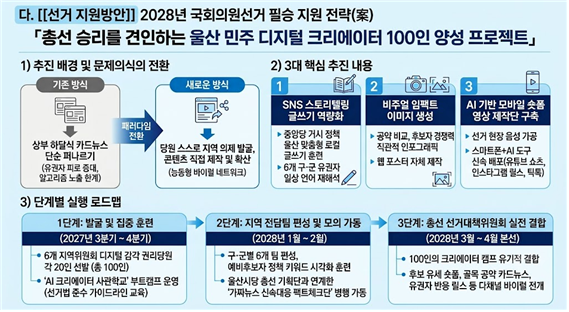 다. [[선거 지원방안]] 2028년 국회의원선거 필승 지원 전략(案)
「총선 승리를 견인하는 울산 민주 디지털 크리에이터 100인 양성 프로젝트」
1) 추진 배경 및 문제의식의 전환
기존 방식
상부 하달식 카드뉴스
단순 퍼나르기
(유권자 피로 증대,
알고리즘 노출 한계)
패러다임
전환
새로운 방식
당원 스스로 지역 의제 발굴,
콘텐츠 직접 제작 및 확산
(능동형 바이럴 네트워크)
2) 3대 핵심 추진 내용
1
SNS 스토리텔링
글쓰기 역량화
• 중앙당 거시 정책
울산 맞춤형 로컬
글쓰기 훈련
• 6개 구·군 유권자
일상 언어 재해석
2
비주얼 임팩트
이미지 생성
• 공약 비교, 후보자 경쟁력
직관적 인포그래픽
• 웹 포스터 자체 제작
3
AI 기반 모바일 숏폼
영상 제작단 구축
• 선거 현장 음성 가공
• 스마트폰+AI 도구
신속 배포(유튜브 쇼츠,
인스타그램 릴스, 틱톡)
3) 단계별 실행 로드맵
1단계: 발굴 및 집중 훈련
(2027년 3분기 ~ 4분기)
• 6개 지역위원회 디지털 감각 권리당원
각 20인 선발 (총 100인)
• ‘AI 크리에이터 사관학교’ 부트캠프 운영
(선거법 준수 가이드라인 교육)
2단계: 지역 전담팀 편성 및 모의 가동
(2028년 1월 ~ 2월)
• 구·군별 6개 팀 편성,
예비후보자 정책 키워드 시각화 훈련
• 울산시당 총선 기획단과 연계한
‘가짜뉴스 신속대응 팩트체크단’ 병행 가동
3단계: 총선 선거대책위원회 실전 결합
(2028년 3월 ~ 4월 본선)
• 100인의 크리에이터 캠프 유기적 결합
• 후보 유세 숏폼, 골목 공약 카드뉴스,
유권자 반응 릴스 등 다채널 바이럴 전개